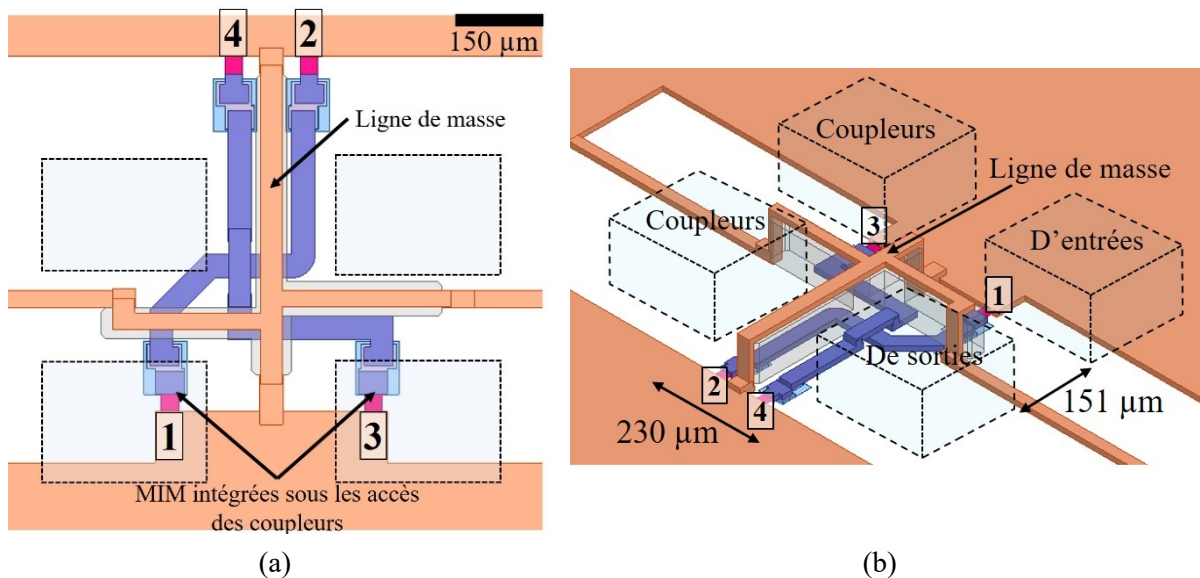 4
2
150 µm
Ligne de masse
1
3
MIM intégrées sous les accès
des coupleurs
(a)
Coupleurs
Ligne de masse
Coupleurs
3
D'entrées
1
De sorties
2
4
230 µm
151 µm
(b)